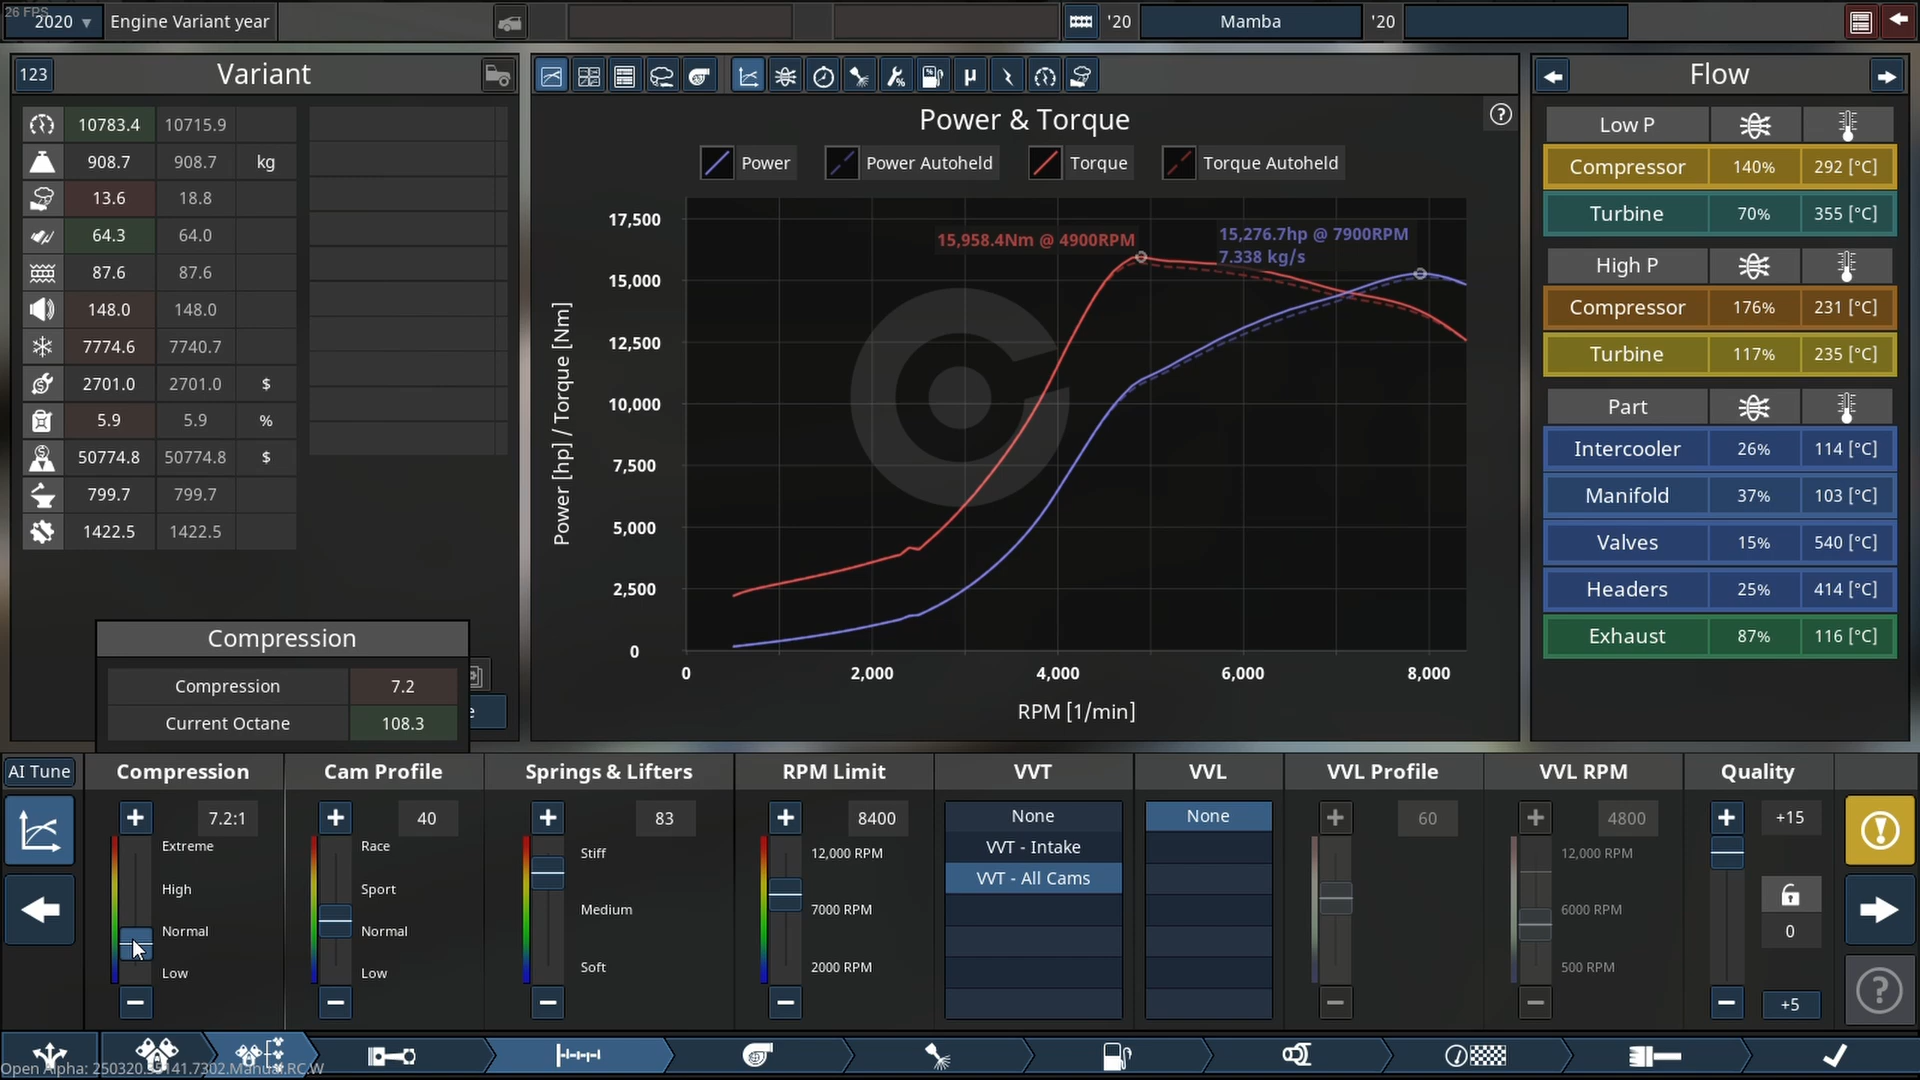 26 FPS
2020 ▼ Engine Variant year '20 Mamba '20
123 Variant
10783.4 10715.9
908.7 908.7 kg
13.6 18.8
64.3 64.0
87.6 87.6
148.0 148.0
7774.6 7740.7
2701.0 2701.0 $
5.9 5.9 %
50774.8 50774.8 $
799.7 799.7
1422.5 1422.5
Compression
Compression 7.2
Current Octane 108.3
µ
Power & Torque
?
Power Power Autoheld Torque Torque Autoheld
15,958.4Nm @ 4900RPM
15,276.7hp @ 7900RPM
7.338 kg/s
Power [hp] / Torque [Nm]
17,500
15,000
12,500
10,000
7,500
5,000
2,500
0
0 2,000 4,000 6,000 8,000
RPM [1/min]
Flow
Low P
Compressor 140% 292 [°C]
Turbine 70% 355 [°C]
High P
Compressor 176% 231 [°C]
Turbine 117% 235 [°C]
Part
Intercooler 26% 114 [°C]
Manifold 37% 103 [°C]
Valves 15% 540 [°C]
Headers 25% 414 [°C]
Exhaust 87% 116 [°C]
AI Tune
Compression
7.2:1
Extreme
High
Normal
Low
Cam Profile
40
Race
Sport
Normal
Low
Springs & Lifters
83
Stiff
Medium
Soft
RPM Limit
8400
12,000 RPM
7000 RPM
2000 RPM
VVT
None
VVT - Intake
VVT - All Cams
VVL
None
VVL Profile
60
VVL RPM
4800
12,000 RPM
6000 RPM
500 RPM
Quality
+15
0
+5
?